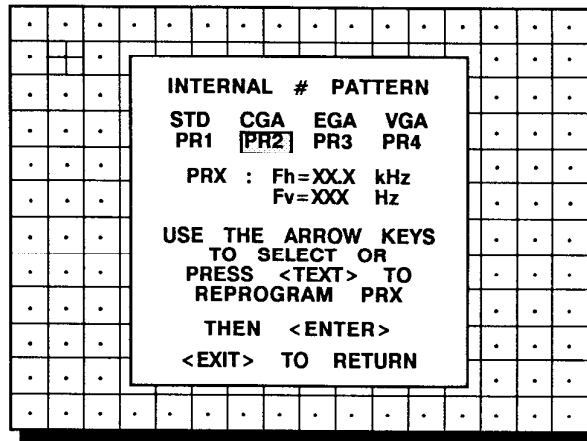 INTERNAL # PATTERN
STD CGA EGA VGA
PR1 PR2 PR3 PR4
PRX : Fh=XX.X kHz
Fv=XXX Hz
USE THE ARROW KEYS
TO SELECT OR
PRESS <TEXT> TO
REPROGRAM PRX
THEN <ENTER>
<EXIT> TO RETURN